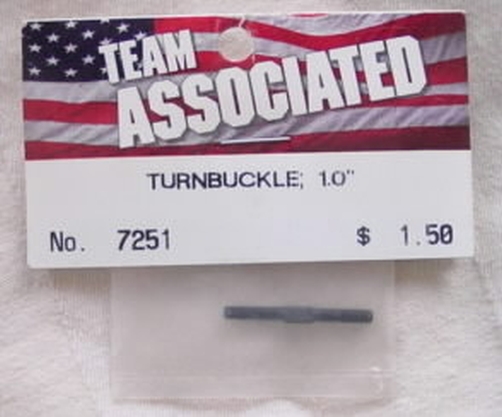 TEAM
ASSOCIATED
TURNBUCKLE; 1.0"
No. 7251 $ 1.50